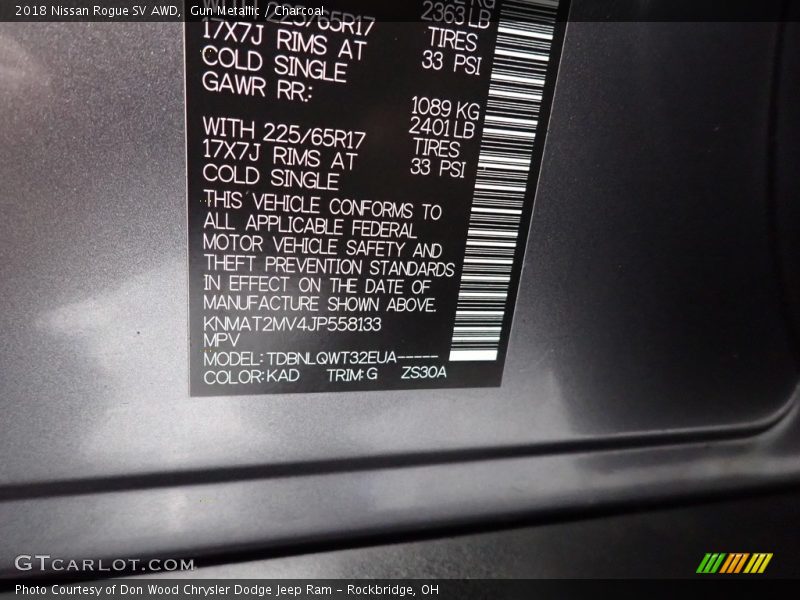 2018 Nissan Rogue SV AWD, Gun Metallic / Charcoal
225/65R17
2363 LB
17X7J RIMS AT TIRES
COLD SINGLE 33 PSI
GAWR RR:
1089 KG
2401 LB
WITH 225/65R17 TIRES
17X7J RIMS AT 33 PSI
COLD SINGLE
THIS VEHICLE CONFORMS TO
ALL APPLICABLE FEDERAL
MOTOR VEHICLE SAFETY AND
THEFT PREVENTION STANDARDS
IN EFFECT ON THE DATE OF
MANUFACTURE SHOWN ABOVE.
KNMAT2MV4JP558133
MPV
MODEL: TDBNLQWT32EUA-----
COLOR: KAD TRIM: G ZS30A
GTCARLOT.COM
Photo Courtesy of Don Wood Chrysler Dodge Jeep Ram - Rockbridge, OH